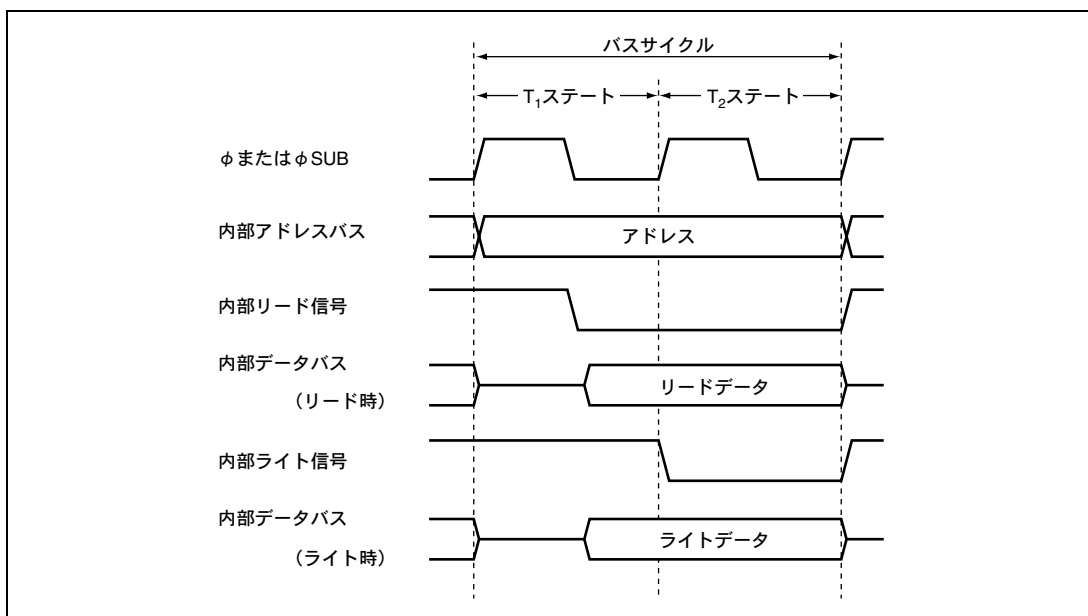 バスサイクル
T₁ステート
T₂ステート
φまたはφSUB
内部アドレスバス
アドレス
内部リード信号
内部データバス
（リード時）
リードデータ
内部ライト信号
内部データバス
（ライト時）
ライトデータ